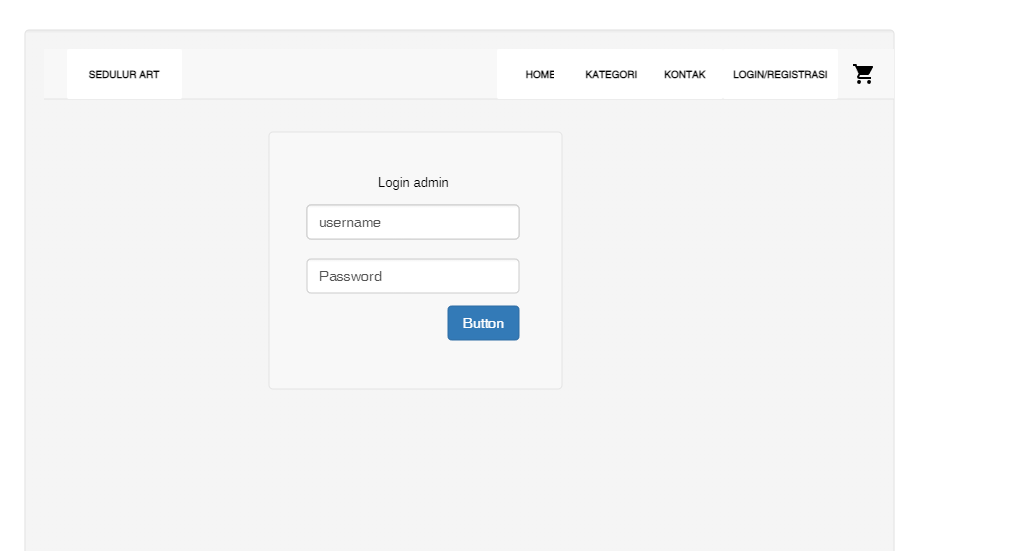 SEDULUR ART HOME KATEGORI KONTAK LOGIN/REGISTRASI
Login admin
username
Password
Button